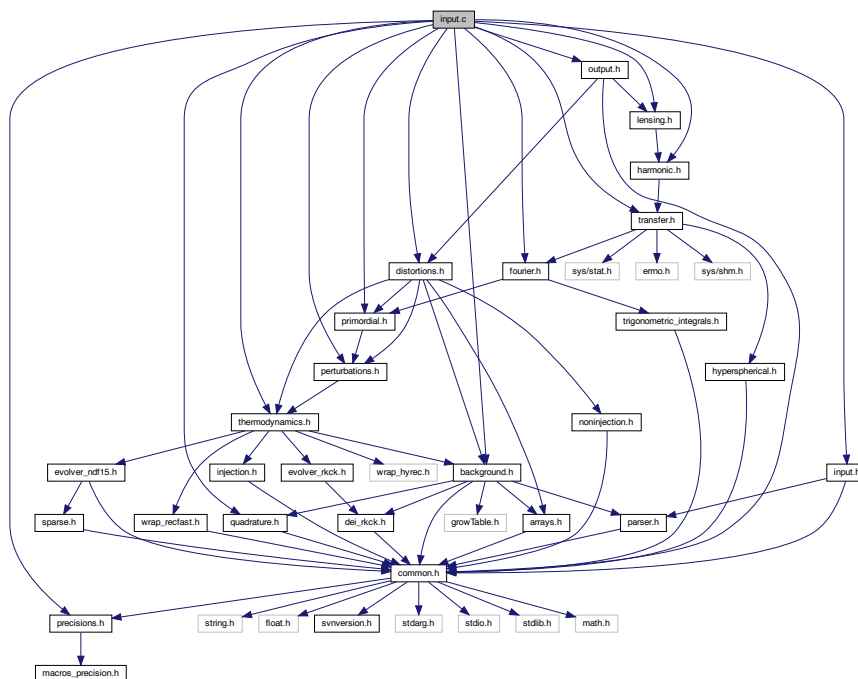 input.c
output.h
lensing.h
harmonic.h
transfer.h
distortions.h
fourier.h
sys/stat.h
errno.h
sys/shm.h
primordial.h
trigonometric_integrals.h
perturbations.h
hyperspherical.h
thermodynamics.h
noninjection.h
evolver_ndf15.h
injection.h
evolver_rkck.h
wrap_hyrec.h
background.h
input.h
sparse.h
wrap_recfast.h
quadrature.h
dei_rkck.h
growTable.h
arrays.h
parser.h
common.h
precisions.h
string.h
float.h
svnversion.h
stdarg.h
stdio.h
stdlib.h
math.h
macros_precision.h